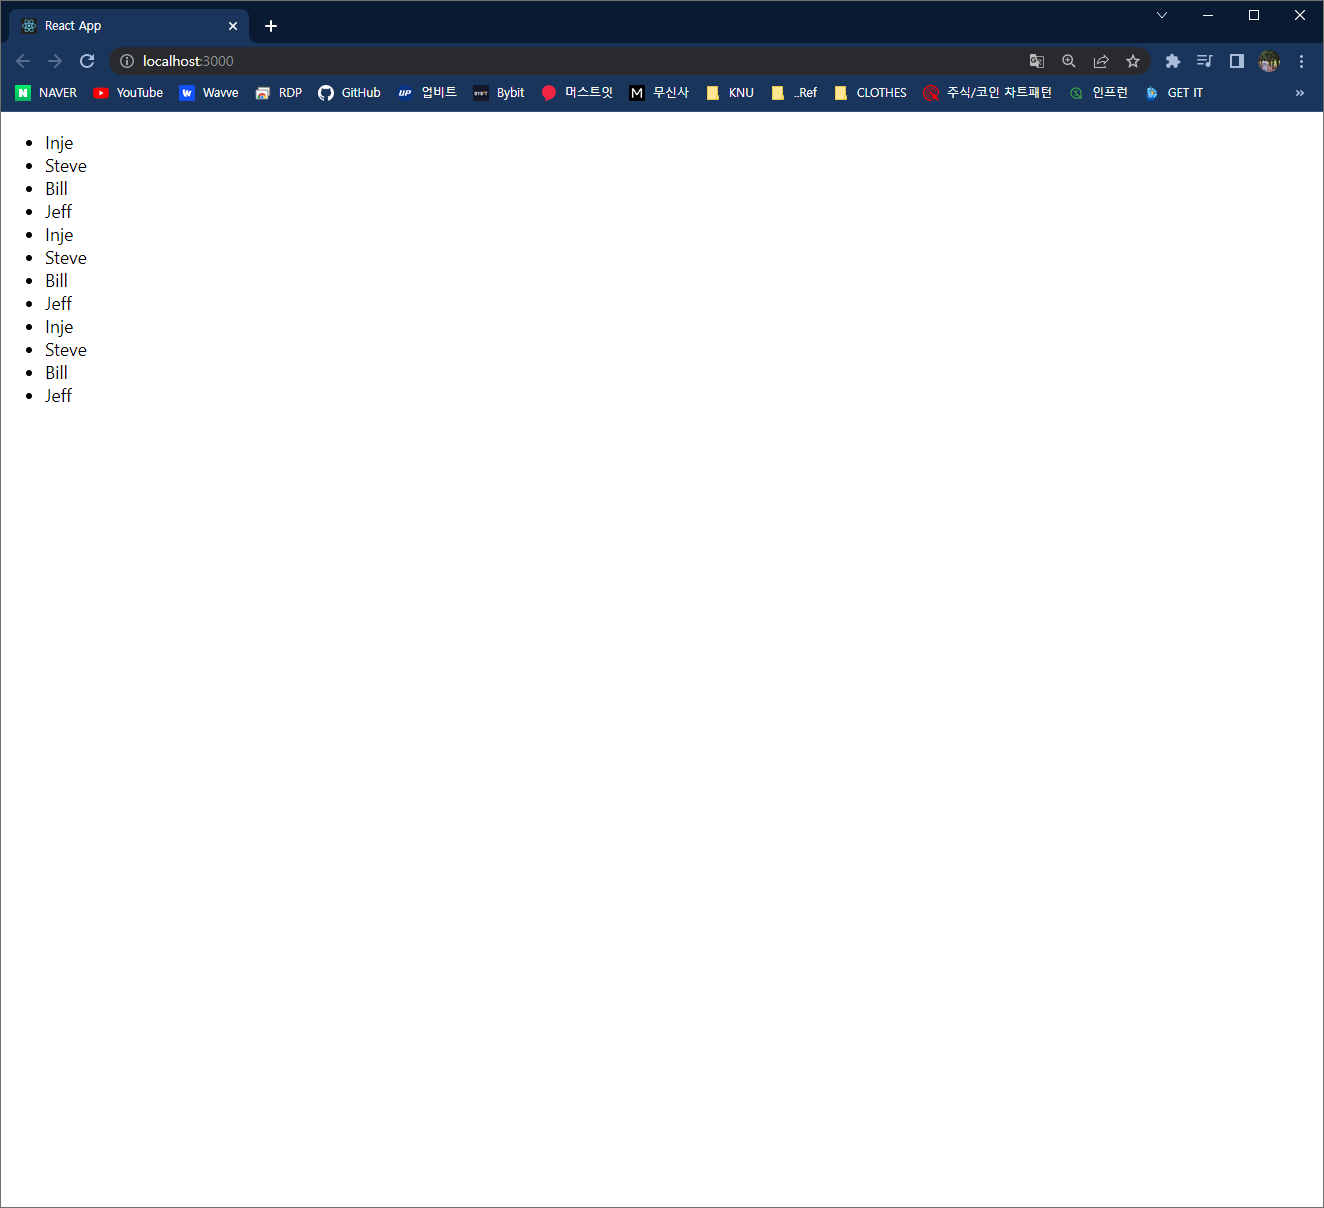 React App
localhost:3000
NAVER YouTube Wavve RDP GitHub UP 업비트 BYBIT Bybit 머스트잇 M 무신사 KNU ..Ref CLOTHES 주식/코인 차트패턴 인프런 GET IT »
• Inje
• Steve
• Bill
• Jeff
• Inje
• Steve
• Bill
• Jeff
• Inje
• Steve
• Bill
• Jeff